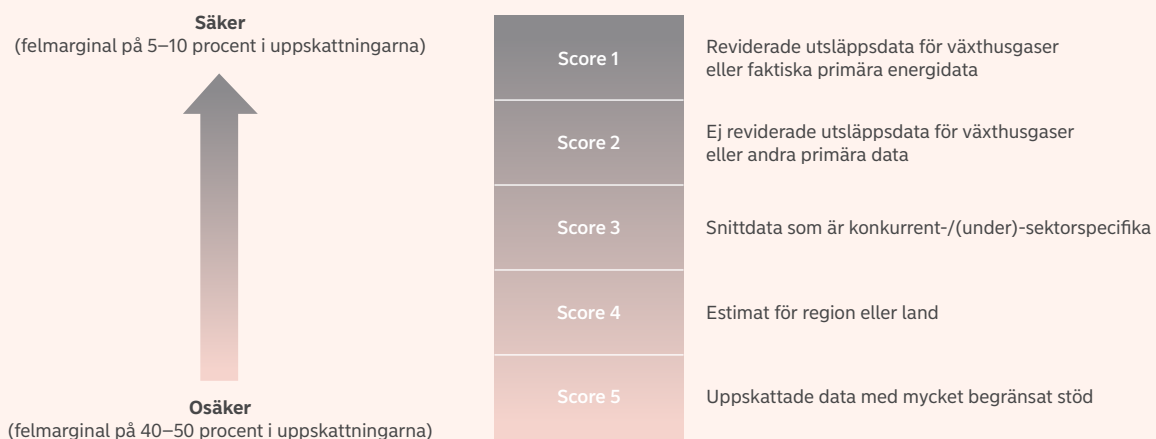 Säker
(felmarginal på 5–10 procent i uppskattningarna)
Score 1
Reviderade utsläppsdata för växthusgaser
eller faktiska primära energidata
Score 2
Ej reviderade utsläppsdata för växthusgaser
eller andra primära data
Score 3
Snittdata som är konkurrent-/(under)-sektorspecifika
Score 4
Estimat för region eller land
Score 5
Uppskattade data med mycket begränsat stöd
Osäker
(felmarginal på 40–50 procent i uppskattningarna)